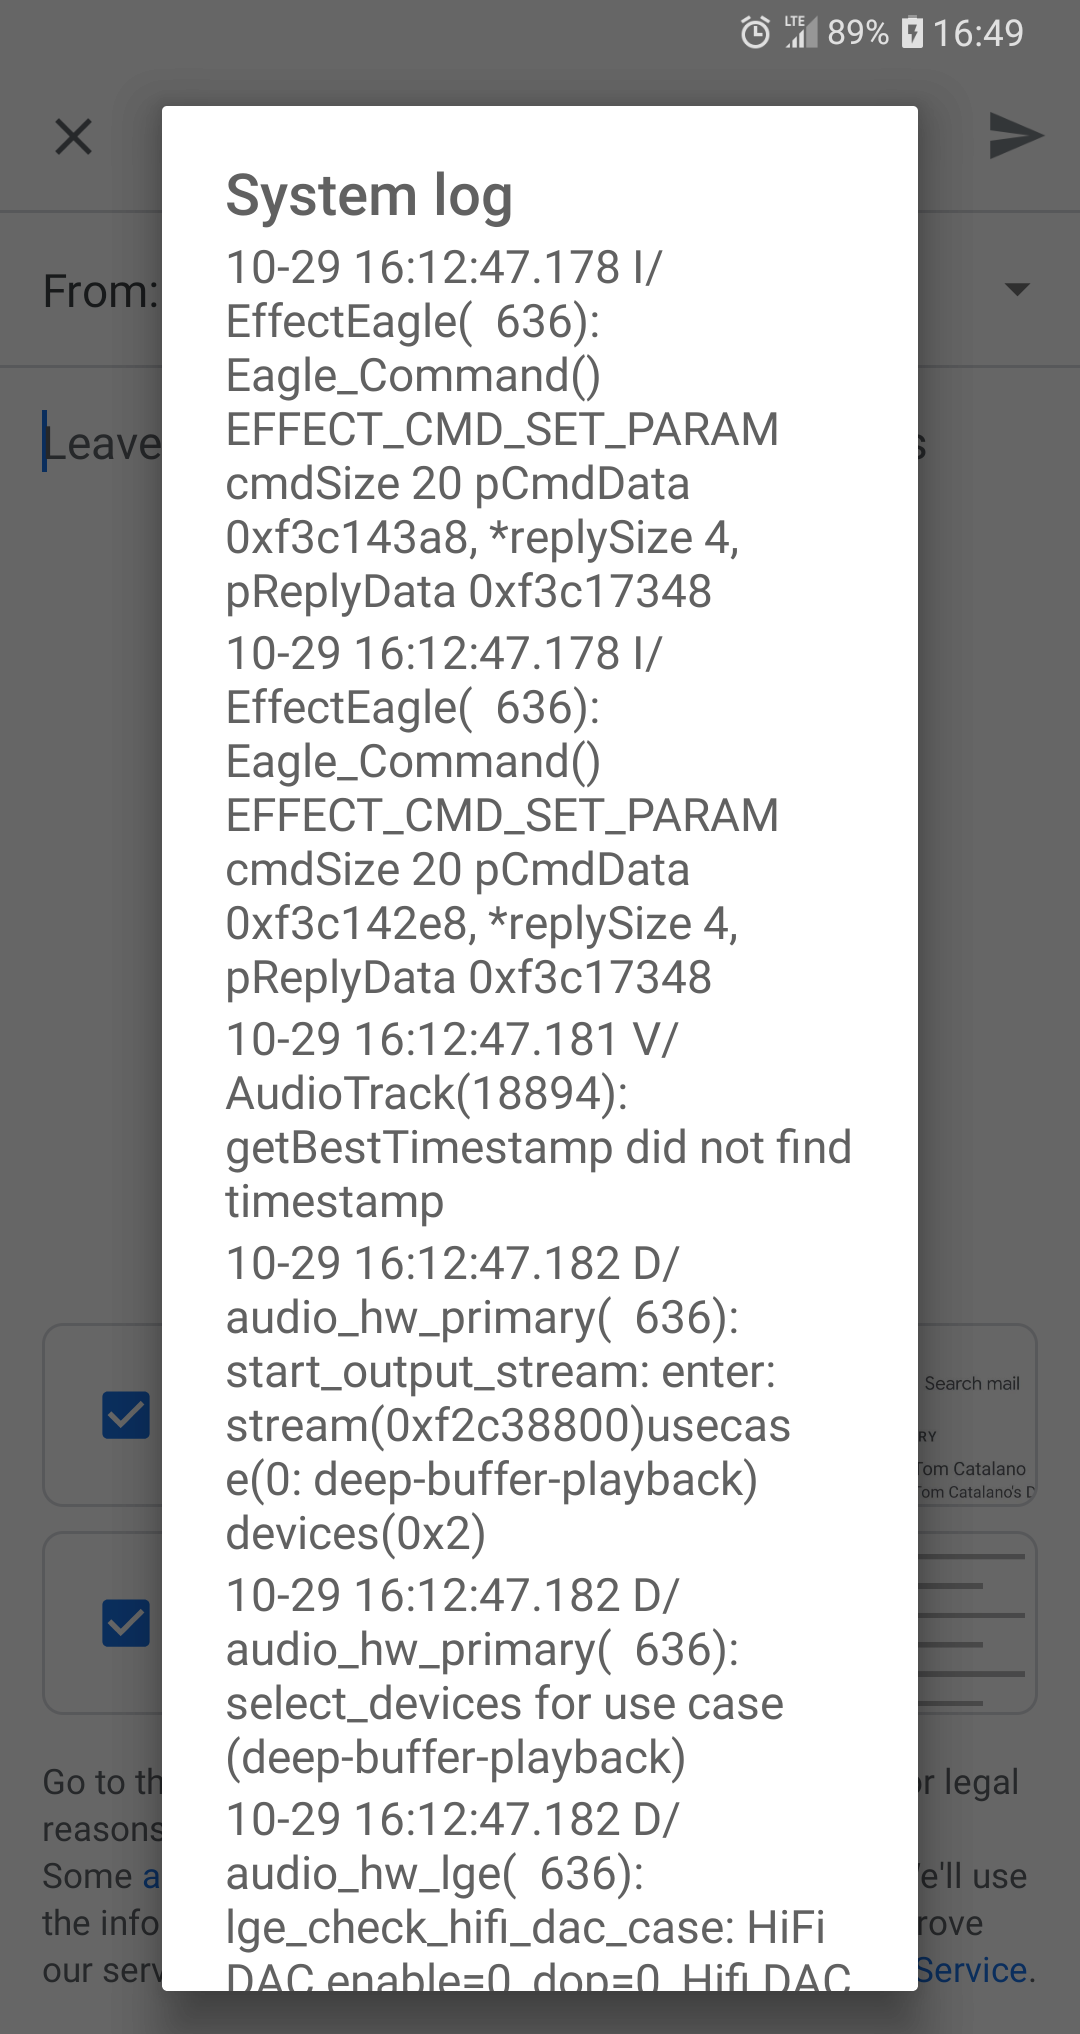 LTE 89% 16:49
System log
10-29 16:12:47.178 I/
EffectEagle(  636):
Eagle_Command()
EFFECT_CMD_SET_PARAM
cmdSize 20 pCmdData
0xf3c143a8, *replySize 4,
pReplyData 0xf3c17348
10-29 16:12:47.178 I/
EffectEagle(  636):
Eagle_Command()
EFFECT_CMD_SET_PARAM
cmdSize 20 pCmdData
0xf3c142e8, *replySize 4,
pReplyData 0xf3c17348
10-29 16:12:47.181 V/
AudioTrack(18894):
getBestTimestamp did not find
timestamp
10-29 16:12:47.182 D/
audio_hw_primary(  636):
start_output_stream: enter:
stream(0xf2c38800)usecas
e(0: deep-buffer-playback)
devices(0x2)
10-29 16:12:47.182 D/
audio_hw_primary(  636):
select_devices for use case
(deep-buffer-playback)
10-29 16:12:47.182 D/
audio_hw_lge(  636):
lge_check_hifi_dac_case: HiFi
DAC enable=0, dop=0, Hifi DAC
From:
Leave
Search mail
RY
Tom Catalano
Tom Catalano's D
Go to th
or legal
reasons
Some a
We'll use
the info
rove
our serv
Service.